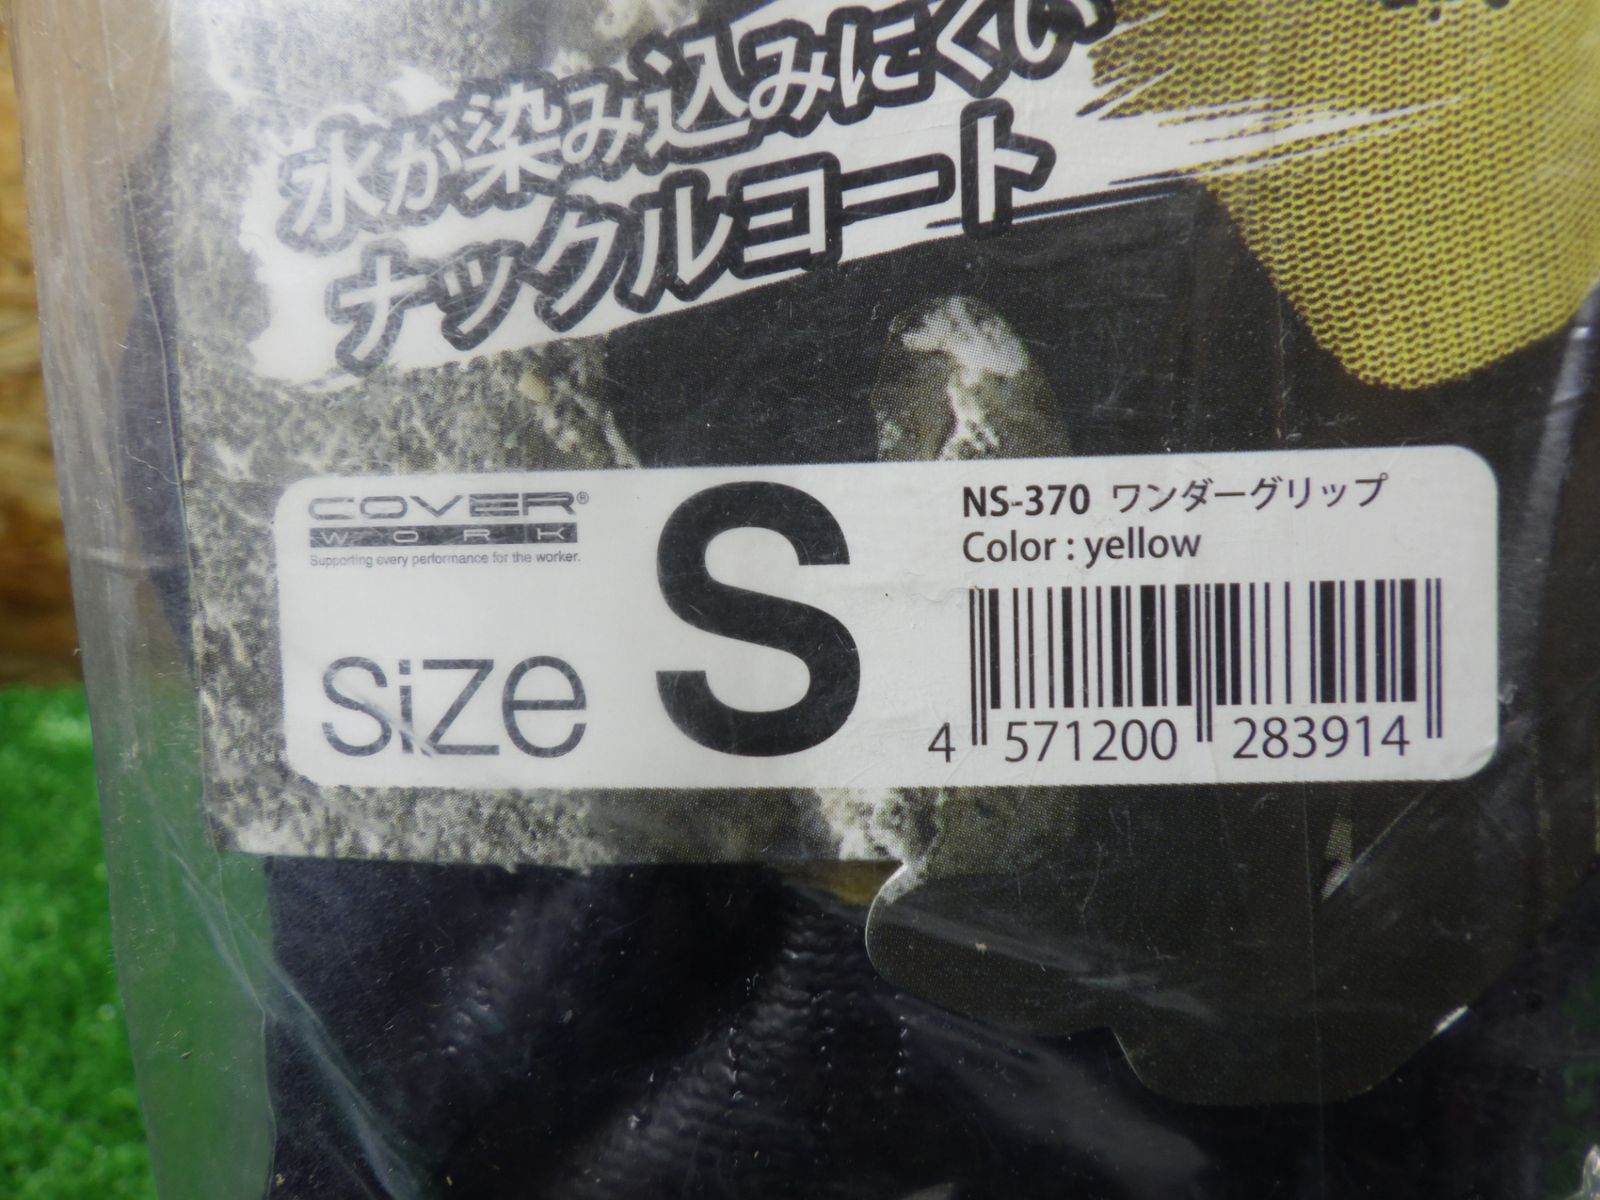 水が染み込みにくい
ナックルコート
COVER®
WORK
Supporting every performance for the worker.
size S
NS-370 ワンダーグリップ
Color : yellow
4 571200 283914